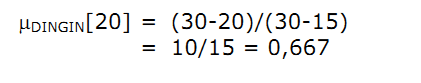 μDINGIN[20] = (30-20)/(30-15)
= 10/15 = 0,667